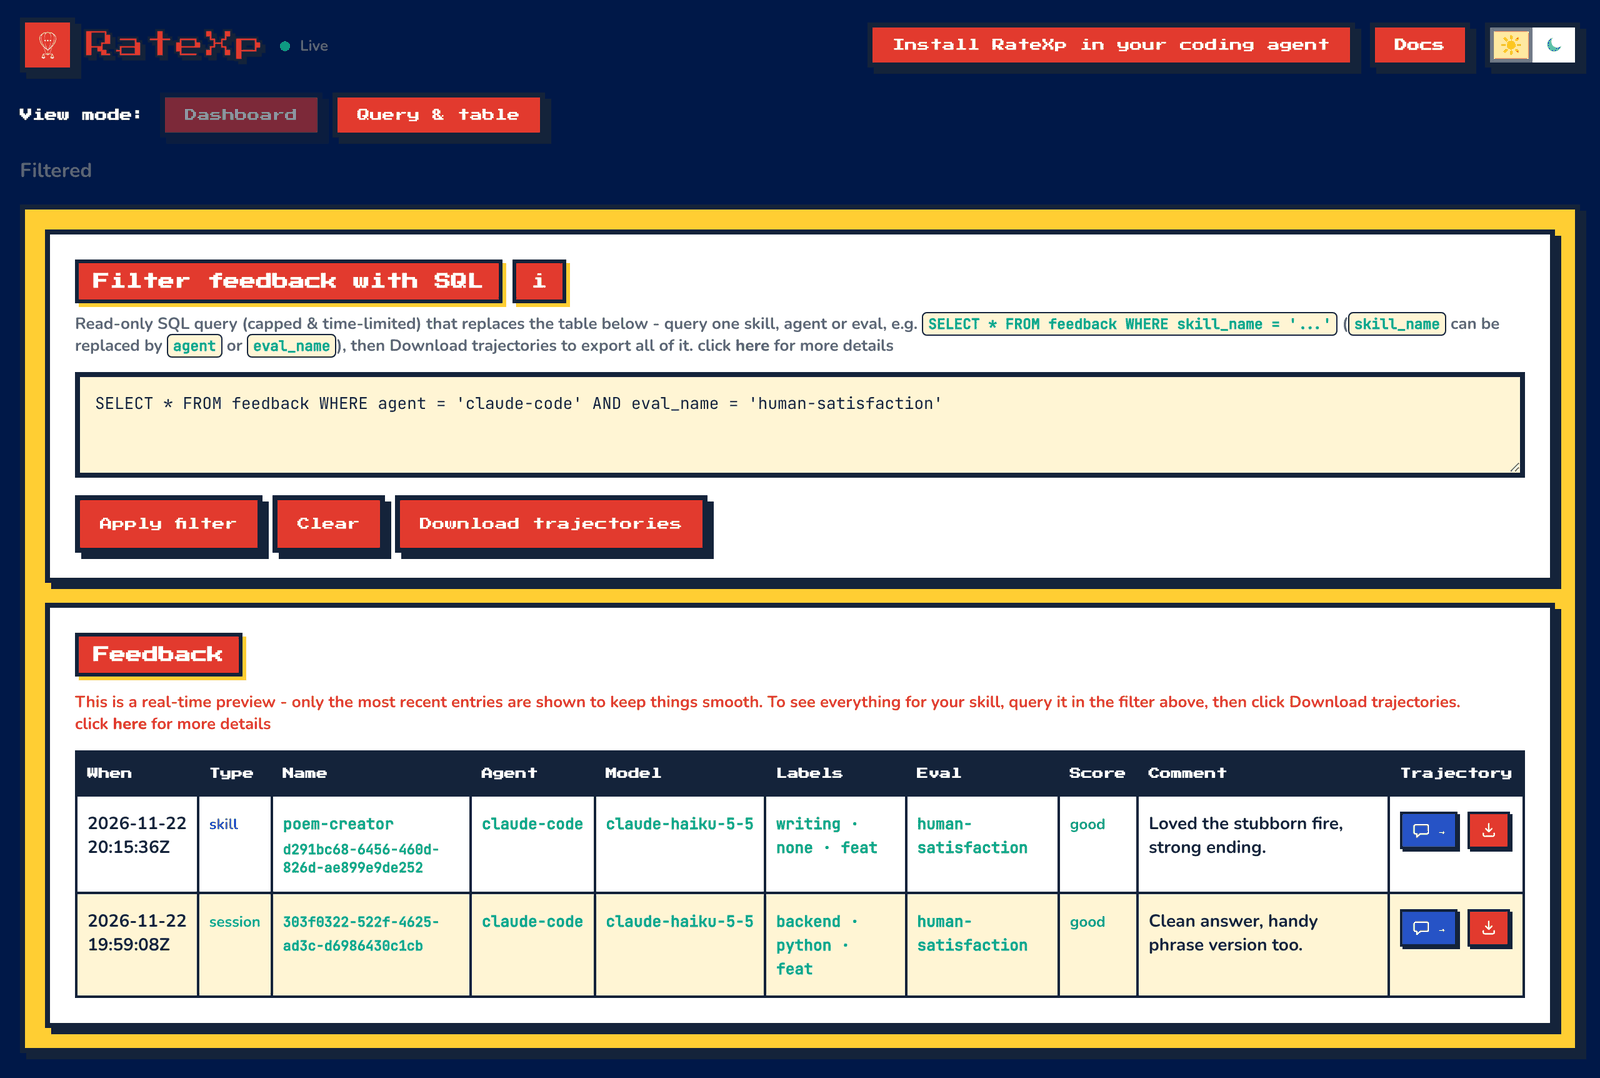 RateXp
Live
Install RateXp in your coding agent
Docs
View mode:
Dashboard
Query & table
Filtered
Filter feedback with SQL
i
Read-only SQL query (capped & time-limited) that replaces the table below - query one skill, agent or eval, e.g. SELECT * FROM feedback WHERE skill_name = '...' (skill_name can be
replaced by agent or eval_name), then Download trajectories to export all of it. click here for more details
SELECT * FROM feedback WHERE agent = 'claude-code' AND eval_name = 'human-satisfaction'
Apply filter
Clear
Download trajectories
Feedback
This is a real-time preview - only the most recent entries are shown to keep things smooth. To see everything for your skill, query it in the filter above, then click Download trajectories.
click here for more details
When Type Name Agent Model Labels Eval Score Comment Trajectory
2026-11-22 skill poem-creator claude-code claude-haiku-5-5 writing · human- good Loved the stubborn fire,
20:15:36Z d291bc68-6456-460d- none · feat satisfaction strong ending.
826d-ae899e9de252
2026-11-22 session 303f0322-522f-4625- claude-code claude-haiku-5-5 backend · human- good Clean answer, handy
19:59:08Z ad3c-d6986430c1cb python · satisfaction phrase version too.
feat